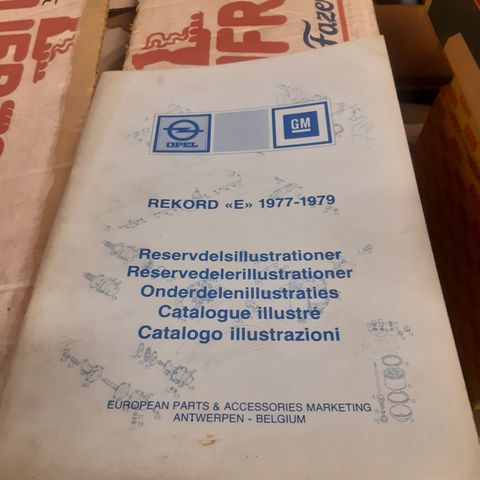 OPEL
GM
REKORD «E» 1977-1979
Reservdelsillustrationer
Reservedelerillustrationer
Onderdelenillustraties
Catalogue illustré
Catalogo illustrazioni
EUROPEAN PARTS & ACCESSORIES MARKETING
ANTWERPEN - BELGIUM